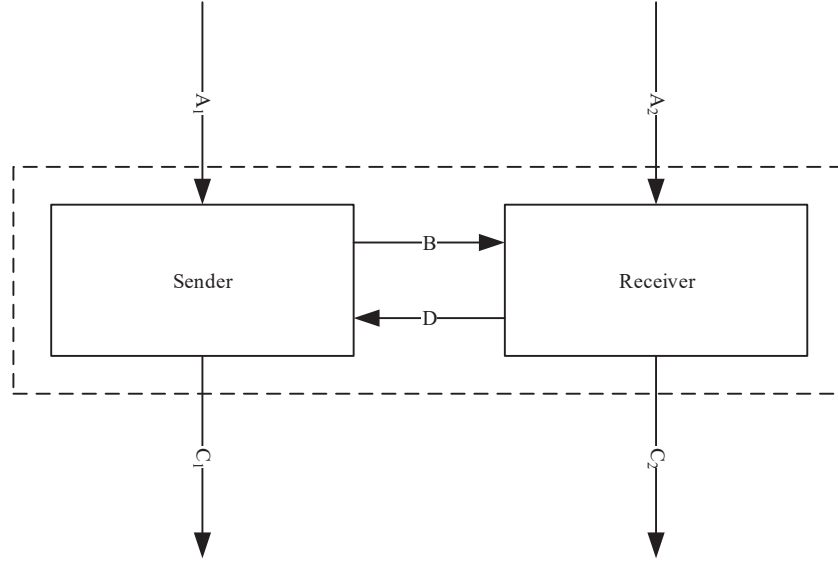 A₁
A₂
B
Sender
Receiver
D
C₁
C₂